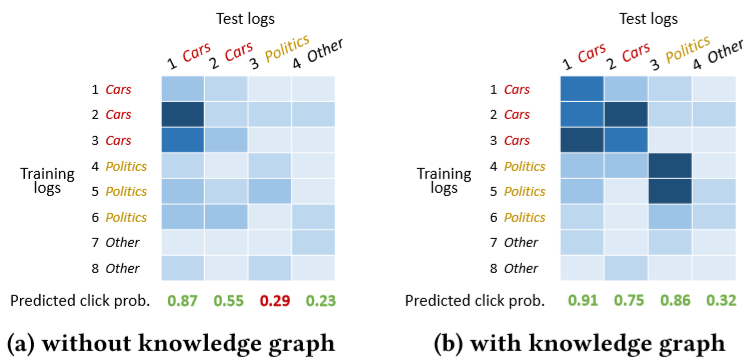 Test logs
1 Cars 2 Cars 3 Politics 4 Other
1 Cars
2 Cars
3 Cars
4 Politics
5 Politics
6 Politics
7 Other
8 Other
Training
logs
Predicted click prob. 0.87 0.55 0.29 0.23
(a) without knowledge graph
Test logs
1 Cars 2 Cars 3 Politics 4 Other
1 Cars
2 Cars
3 Cars
4 Politics
5 Politics
6 Politics
7 Other
8 Other
Training
logs
Predicted click prob. 0.91 0.75 0.86 0.32
(b) with knowledge graph